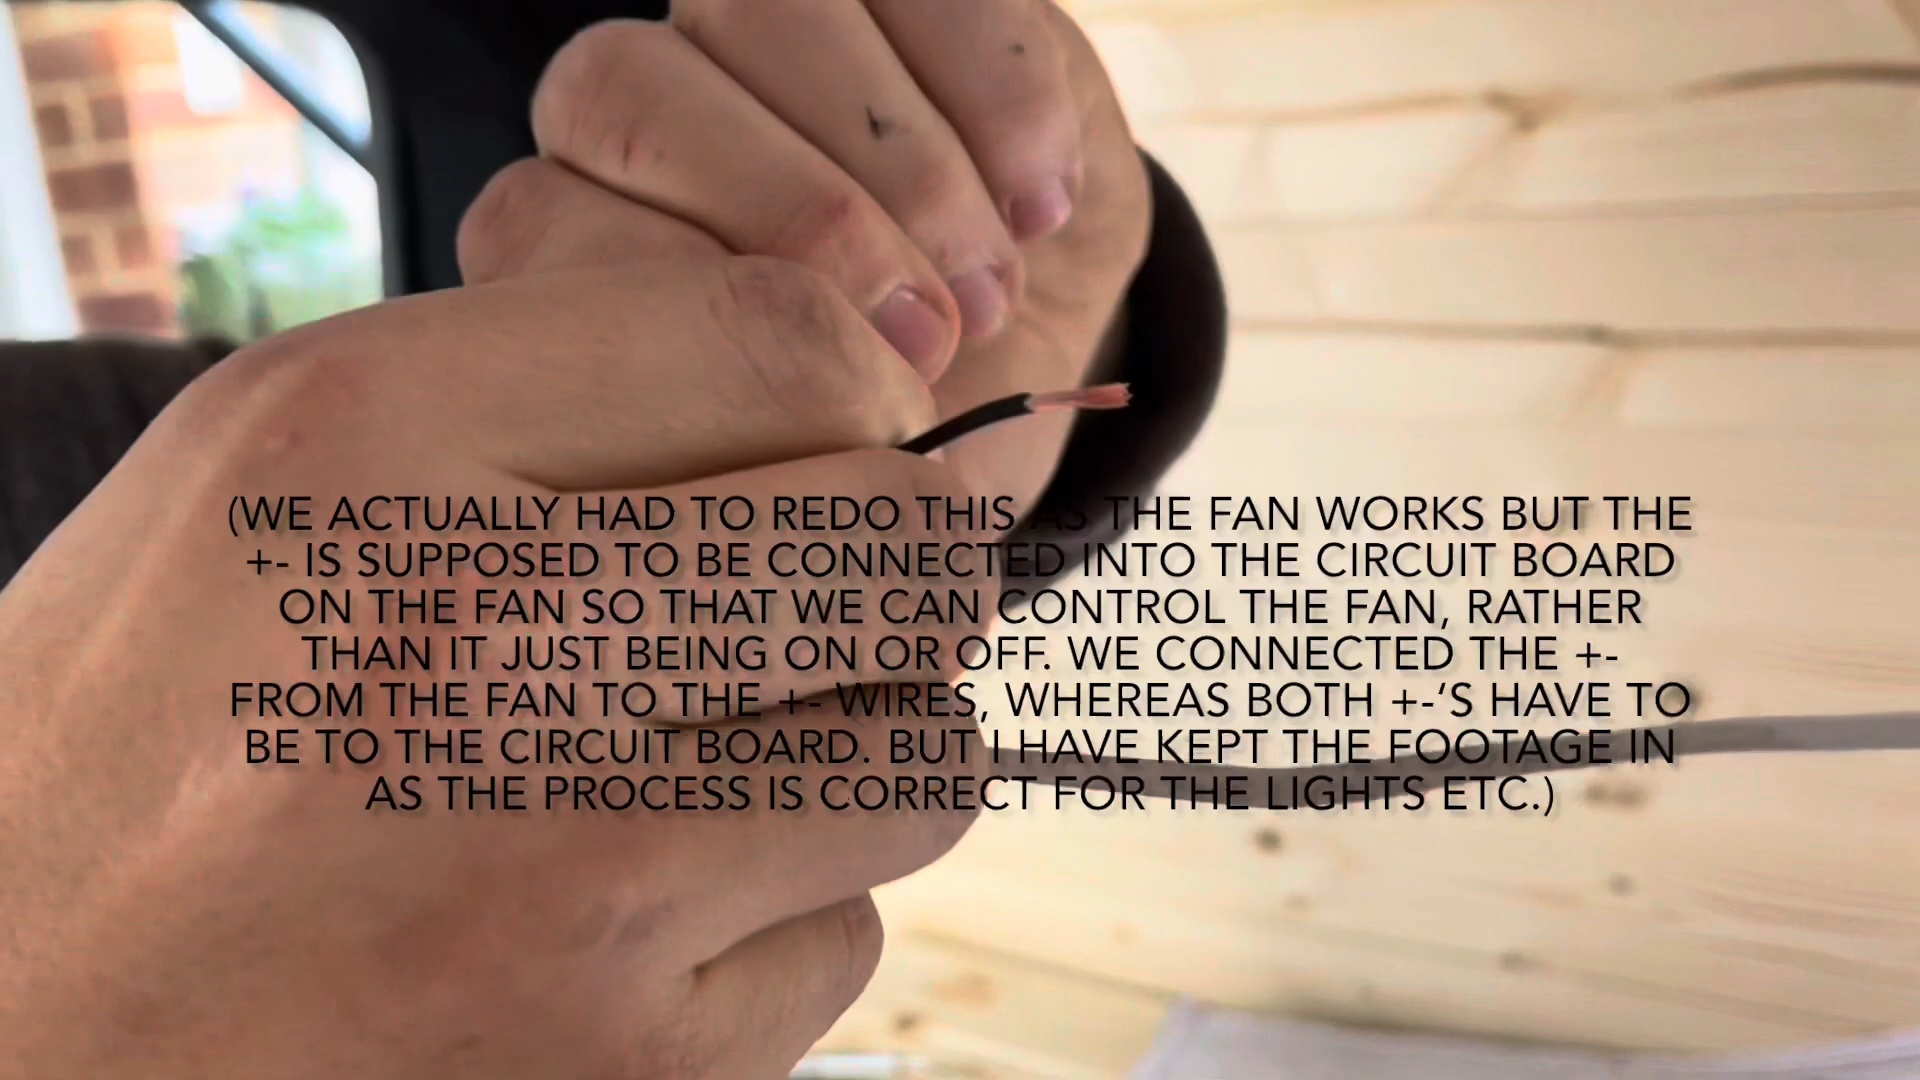 (WE ACTUALLY HAD TO REDO THIS AS THE FAN WORKS BUT THE
+- IS SUPPOSED TO BE CONNECTED INTO THE CIRCUIT BOARD
ON THE FAN SO THAT WE CAN CONTROL THE FAN, RATHER
THAN IT JUST BEING ON OR OFF. WE CONNECTED THE +-
FROM THE FAN TO THE +- WIRES, WHEREAS BOTH +-‘S HAVE TO
BE TO THE CIRCUIT BOARD. BUT I HAVE KEPT THE FOOTAGE IN
AS THE PROCESS IS CORRECT FOR THE LIGHTS ETC.)